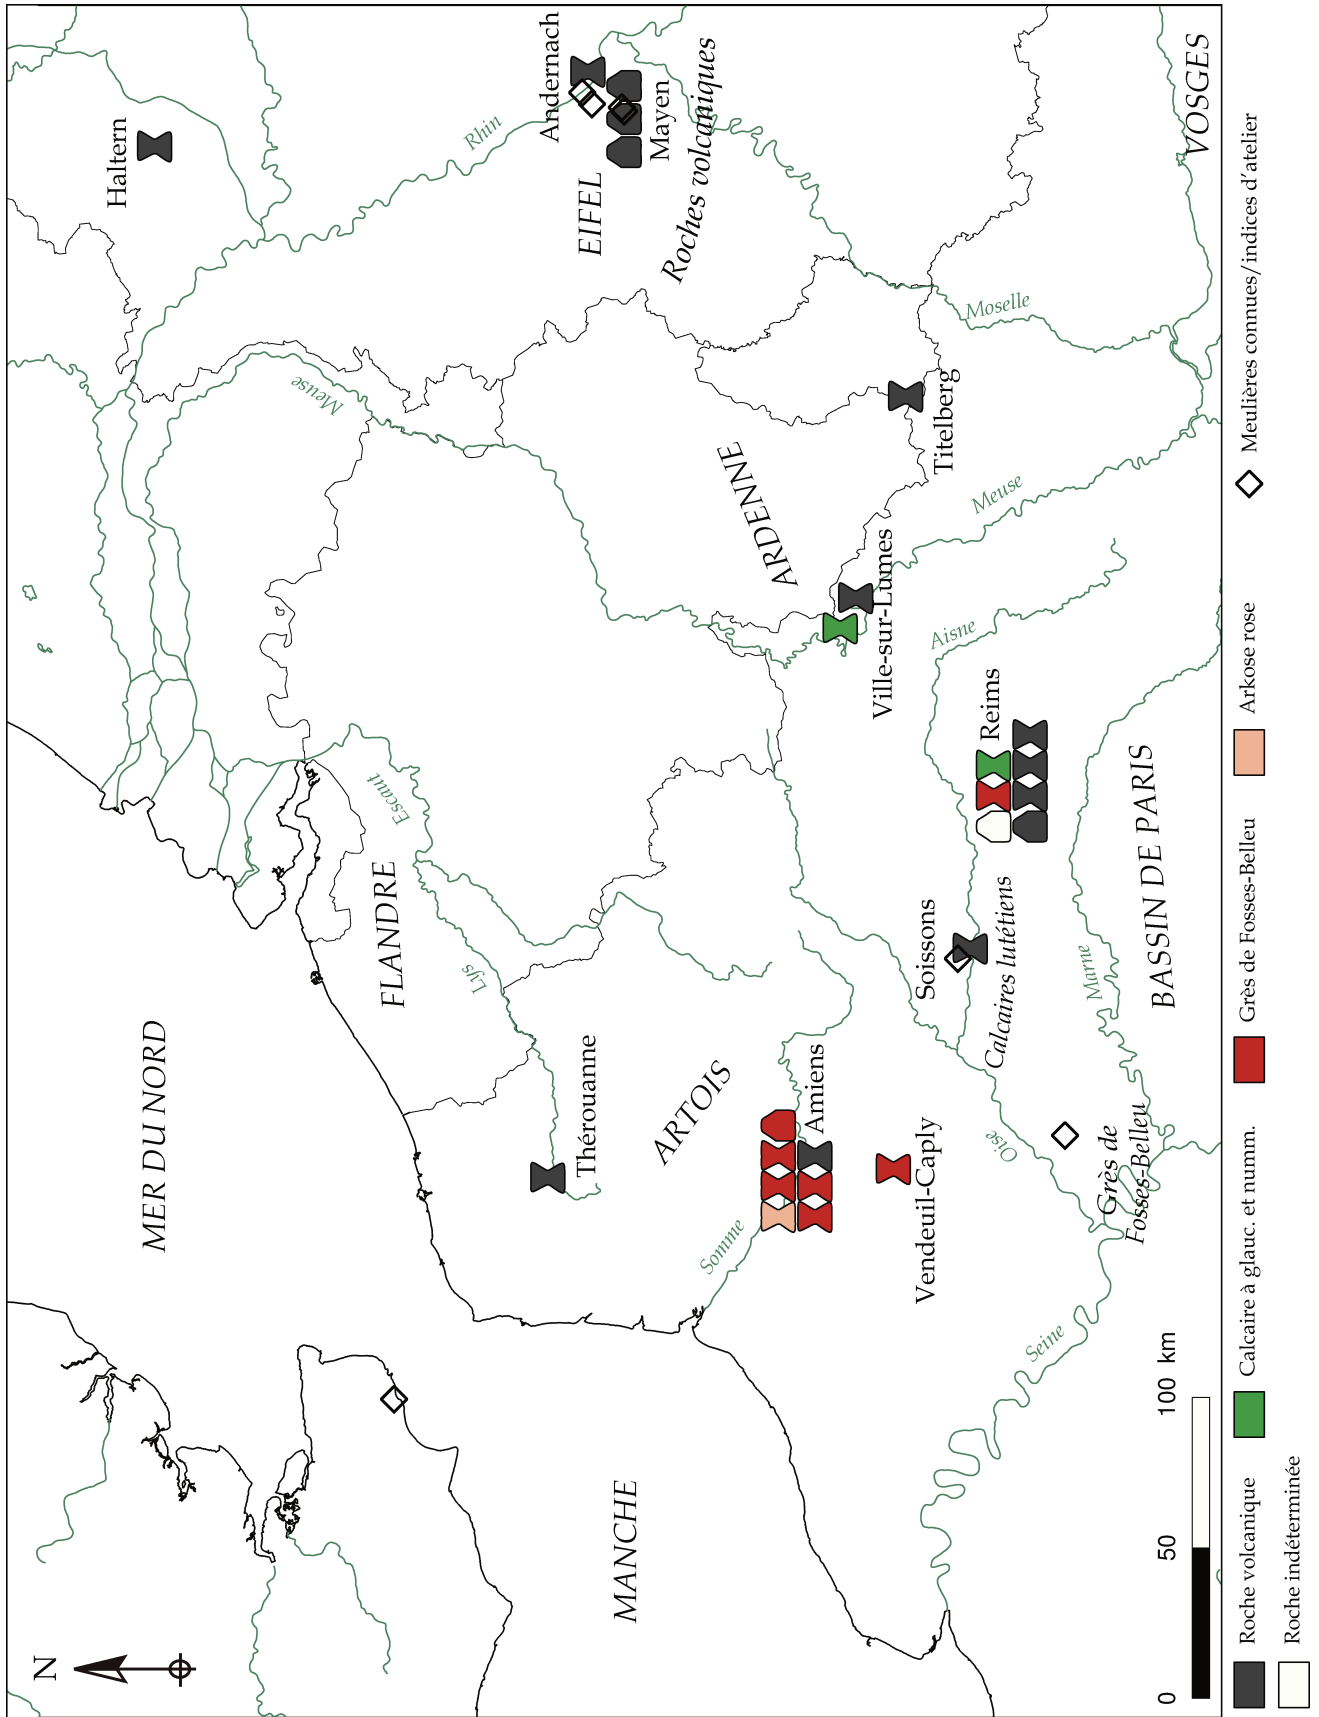 N
MER DU NORD
MANCHE
FLANDRE
ARTOIS
ARDENNE
EIFEL
BASSIN DE PARIS
VOSGES
Haltern
Andernach
Mayen
Roches volcaniques
Titelberg
Ville-sur-Lumes
Reims
Soissons
Calcaires lutétiens
Thérouanne
Amiens
Vendeuil-Caply
Grès de
Fosses-Belleu
Rhin
Meuse
Moselle
Meuse
Escaut
Lys
Aisne
Marne
Oise
Somme
Seine
0 50 100 km
Roche volcanique
Roche indéterminée
Calcaire à glauc. et numm.
Grès de Fosses-Belleu
Arkose rose
Meulières connues/indices d'atelier